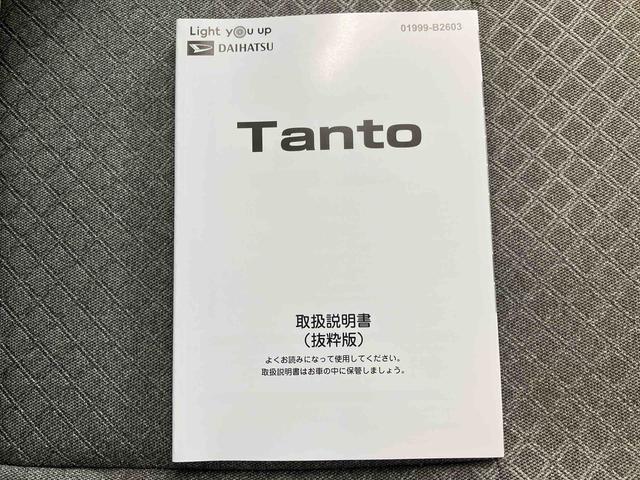 Light you up
01999-B2603
DAIHATSU
Tanto
取扱説明書
（抜粋版）
よくお読みになって使用してください。
取扱説明書はお車の中に保管しましょう。